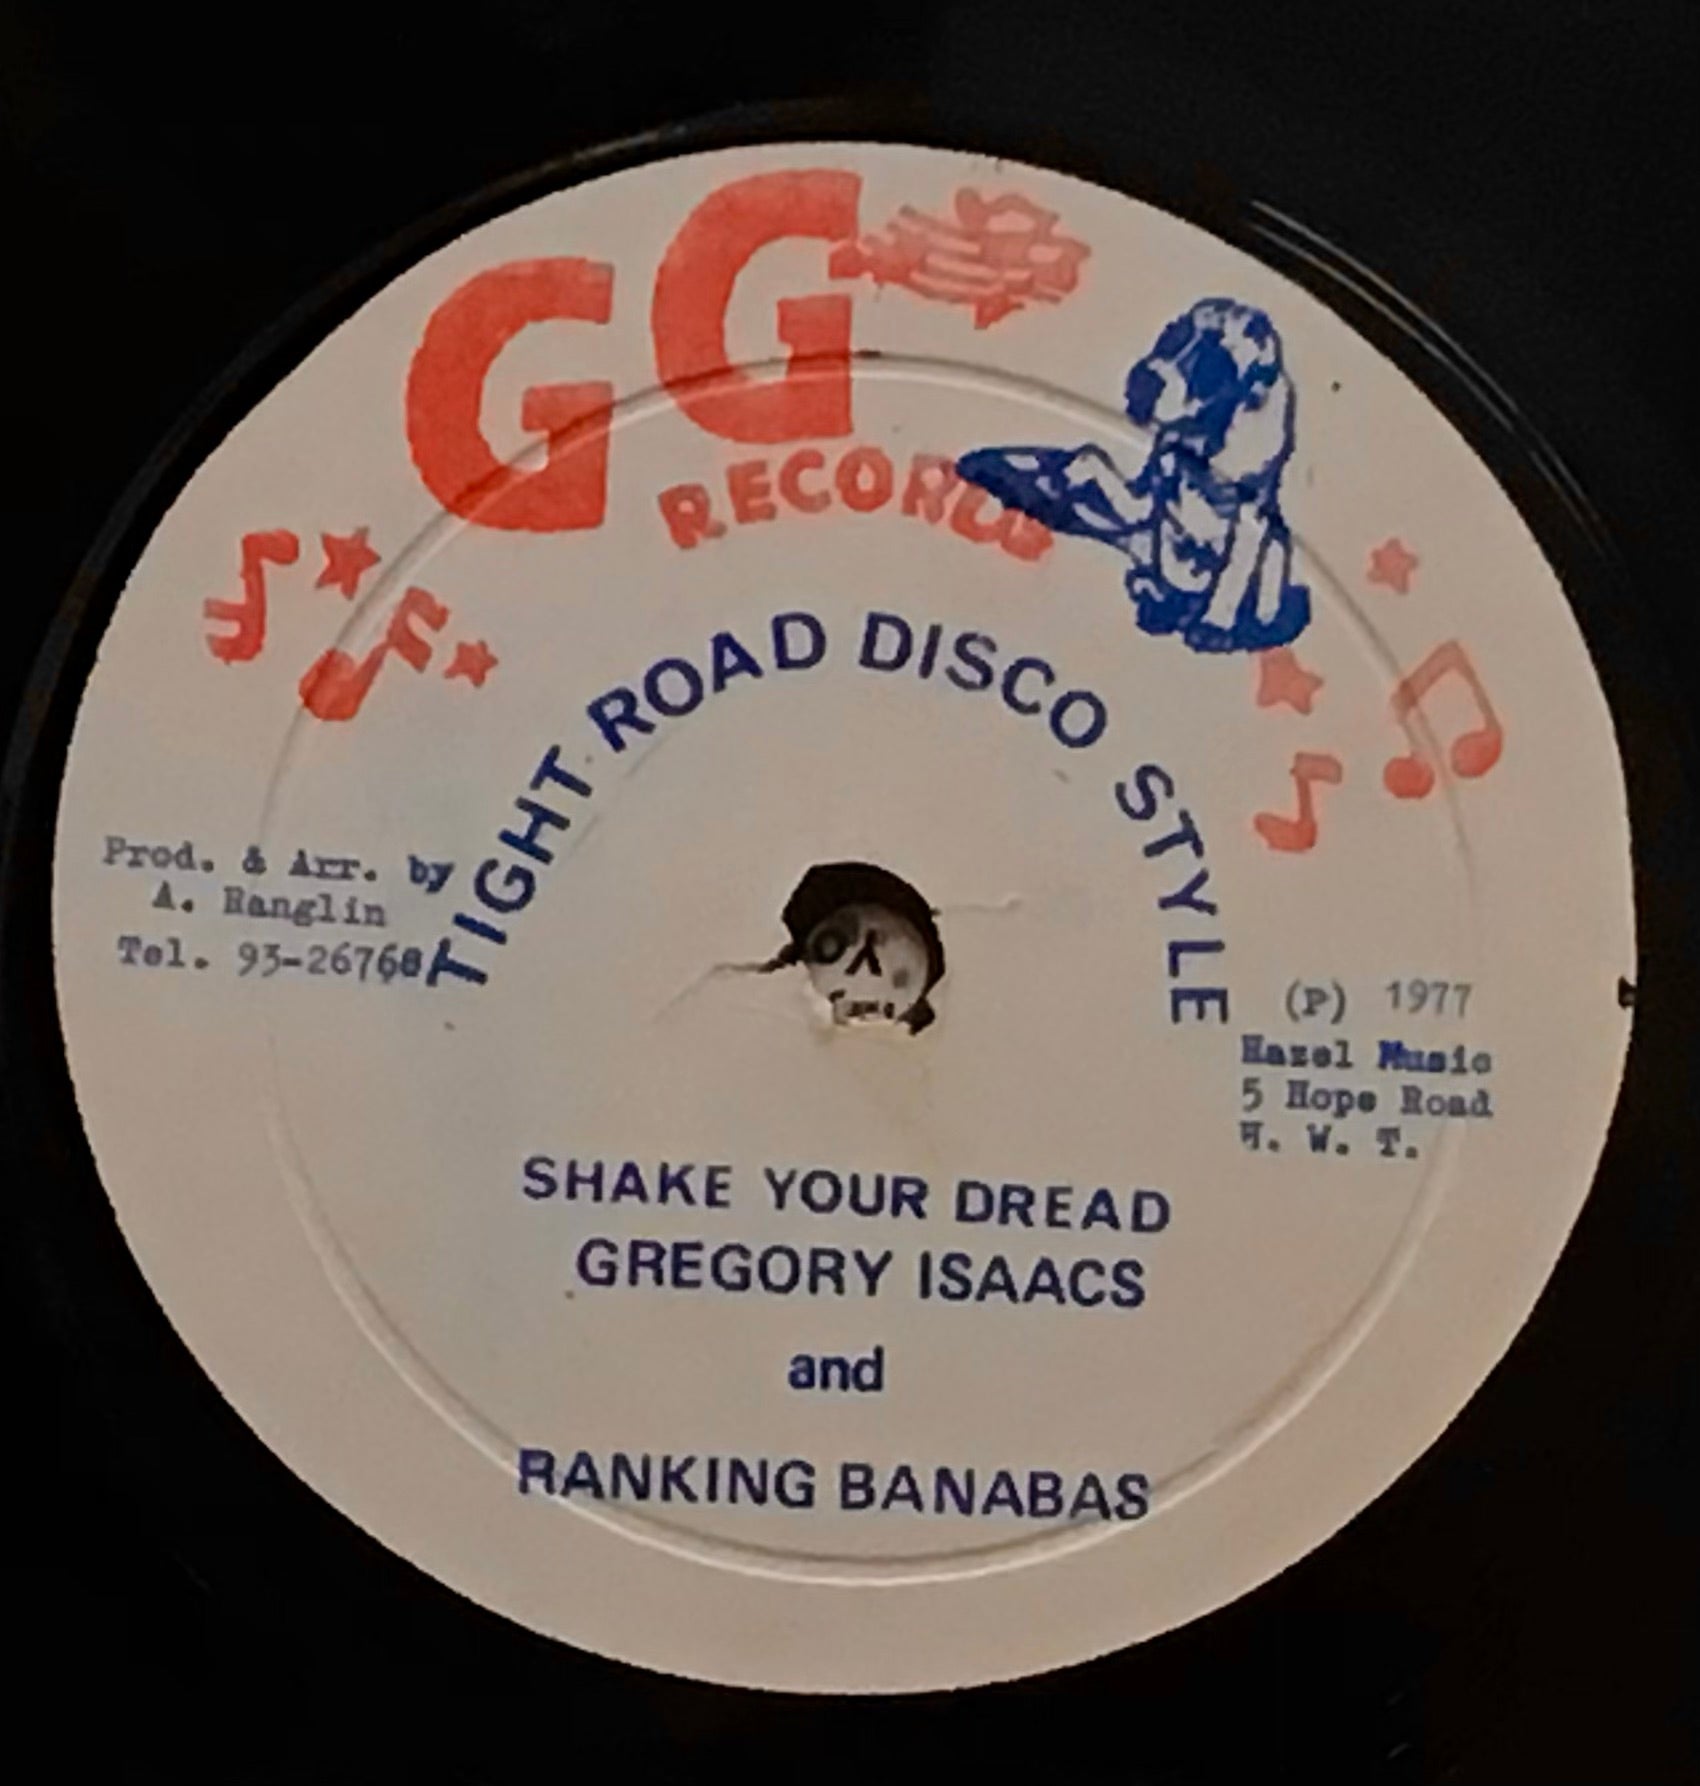 GG
RECORDS
TIGHT ROAD DISCO STYLE
Prod. & Arr. by
A. Ranglin
Tel. 93-26768
(P) 1977
Hazel Music
5 Hope Road
H. W. T.
SHAKE YOUR DREAD
GREGORY ISAACS
and
RANKING BANABAS